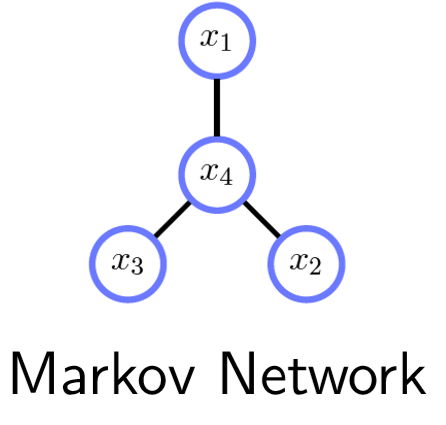 x₁
x₄
x₃ x₂
Markov Network